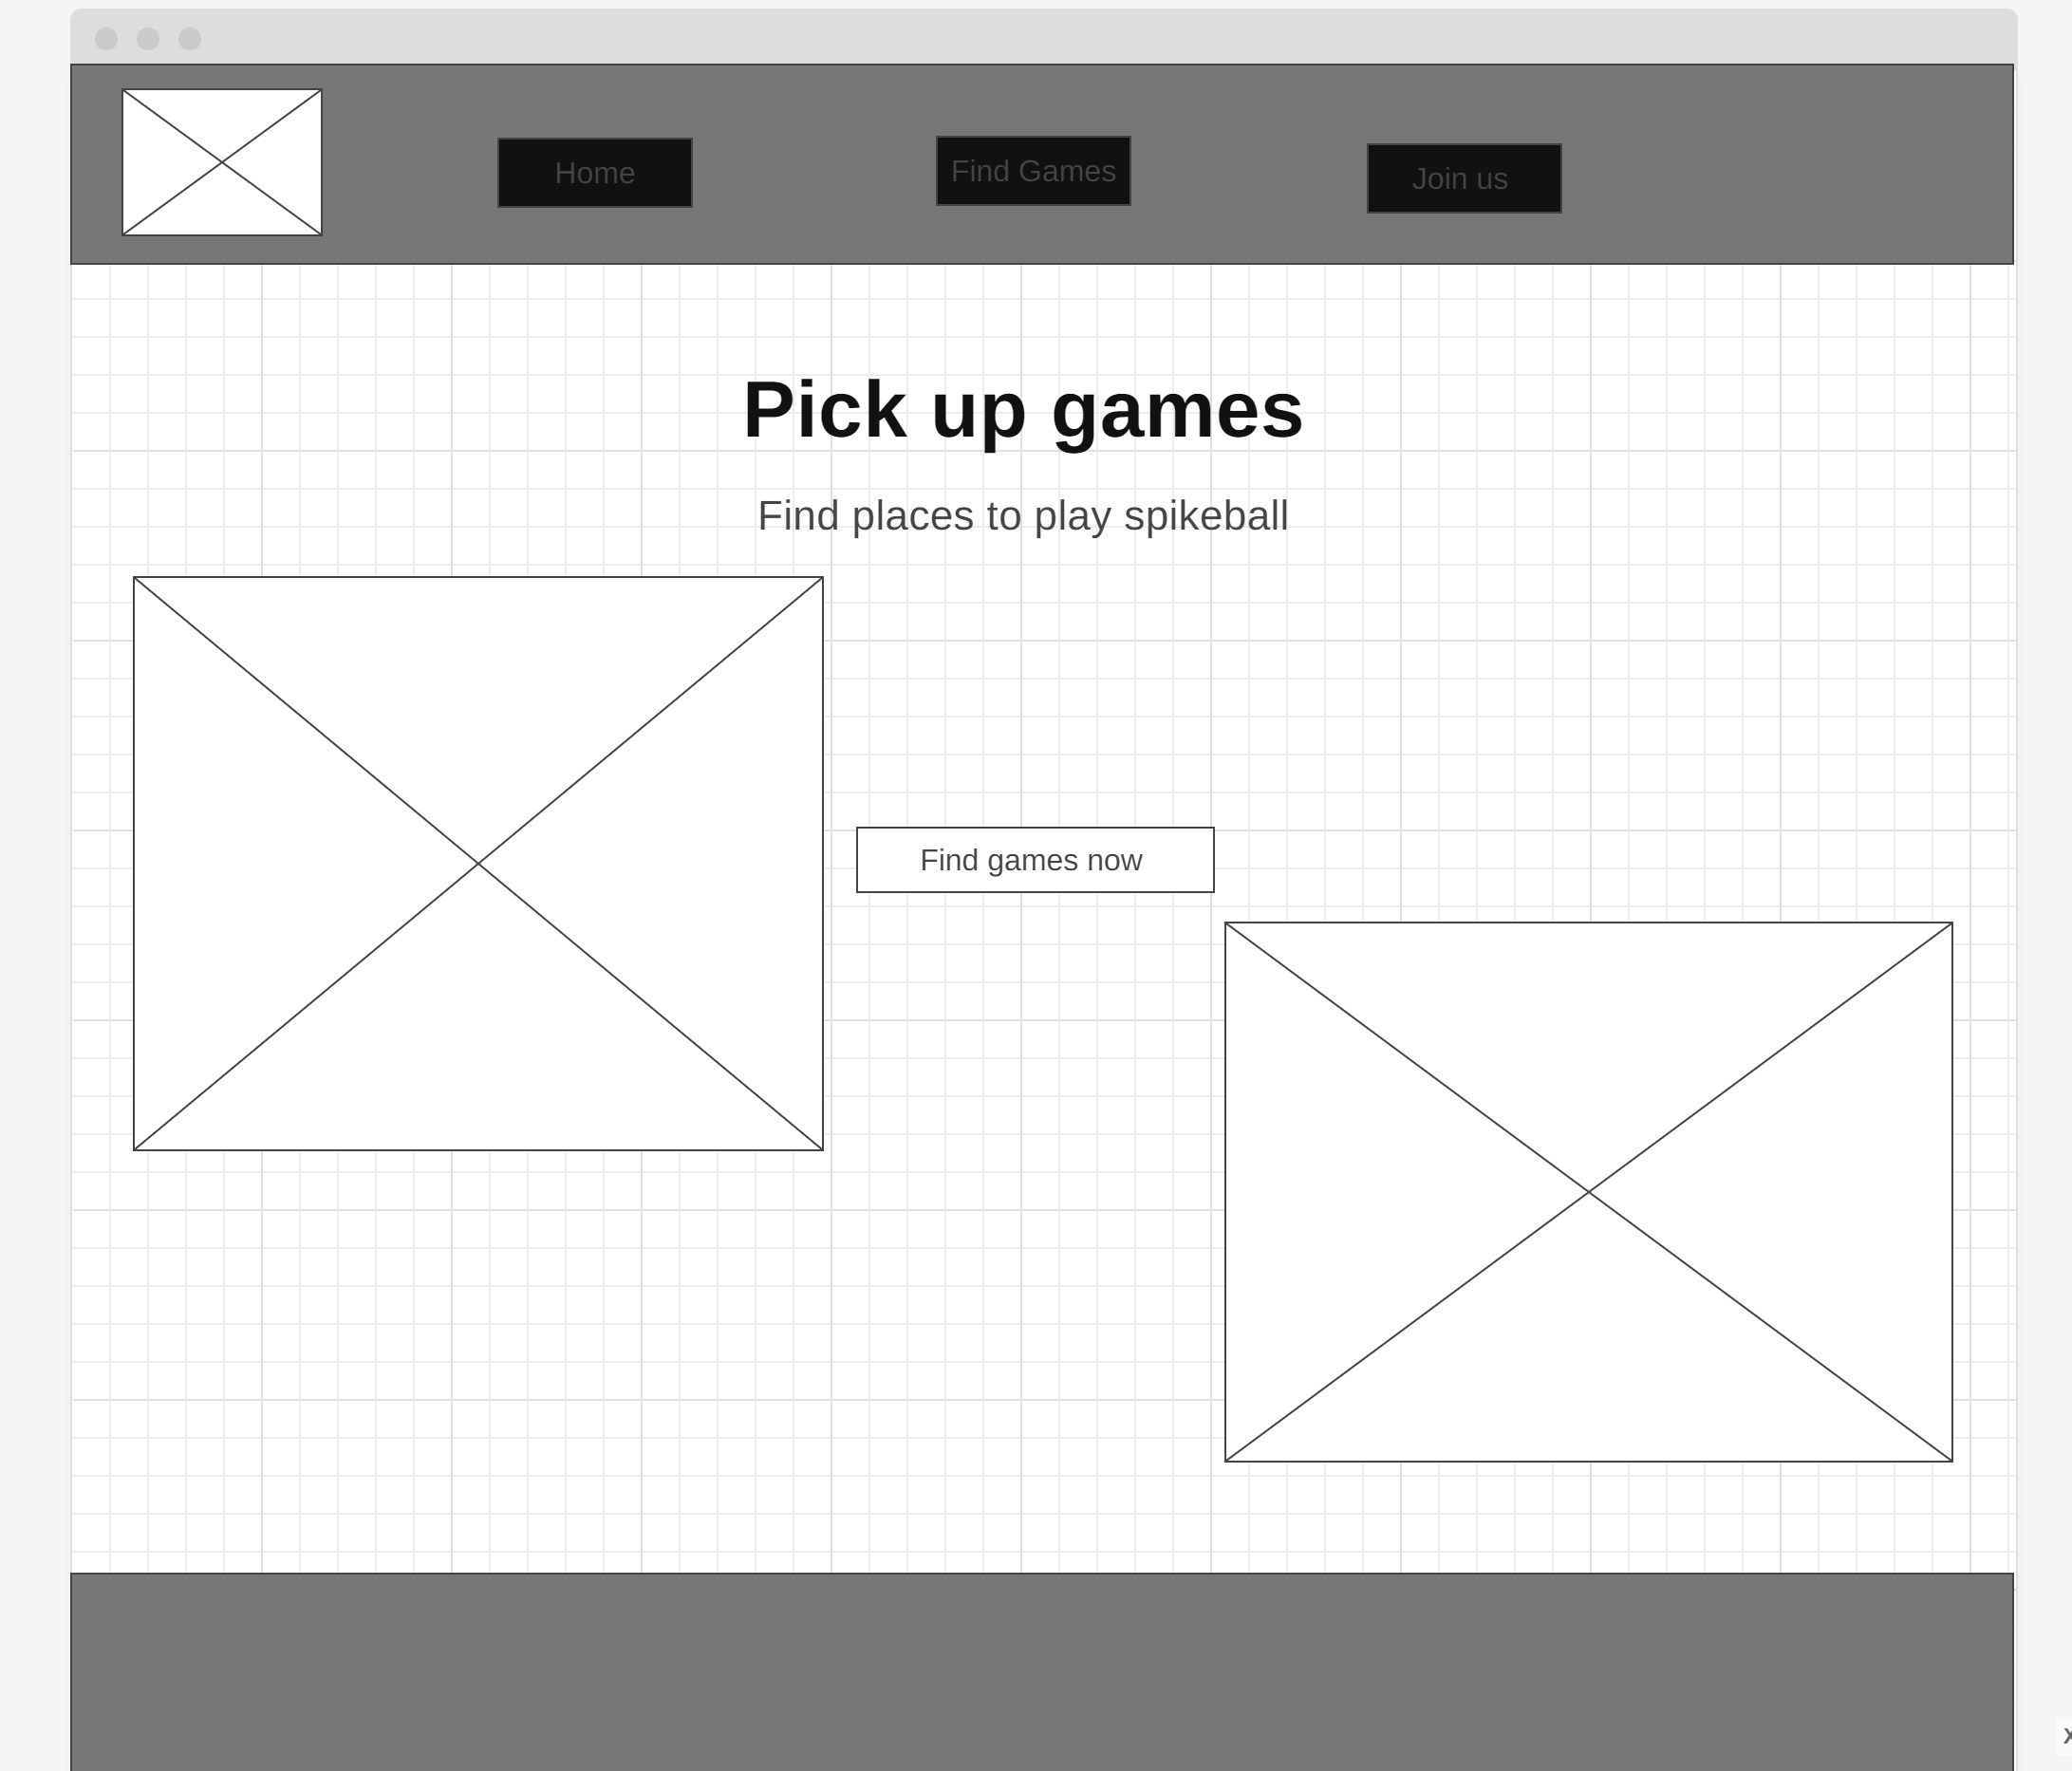 Home
Find Games
Join us
Pick up games
Find places to play spikeball
Find games now
x